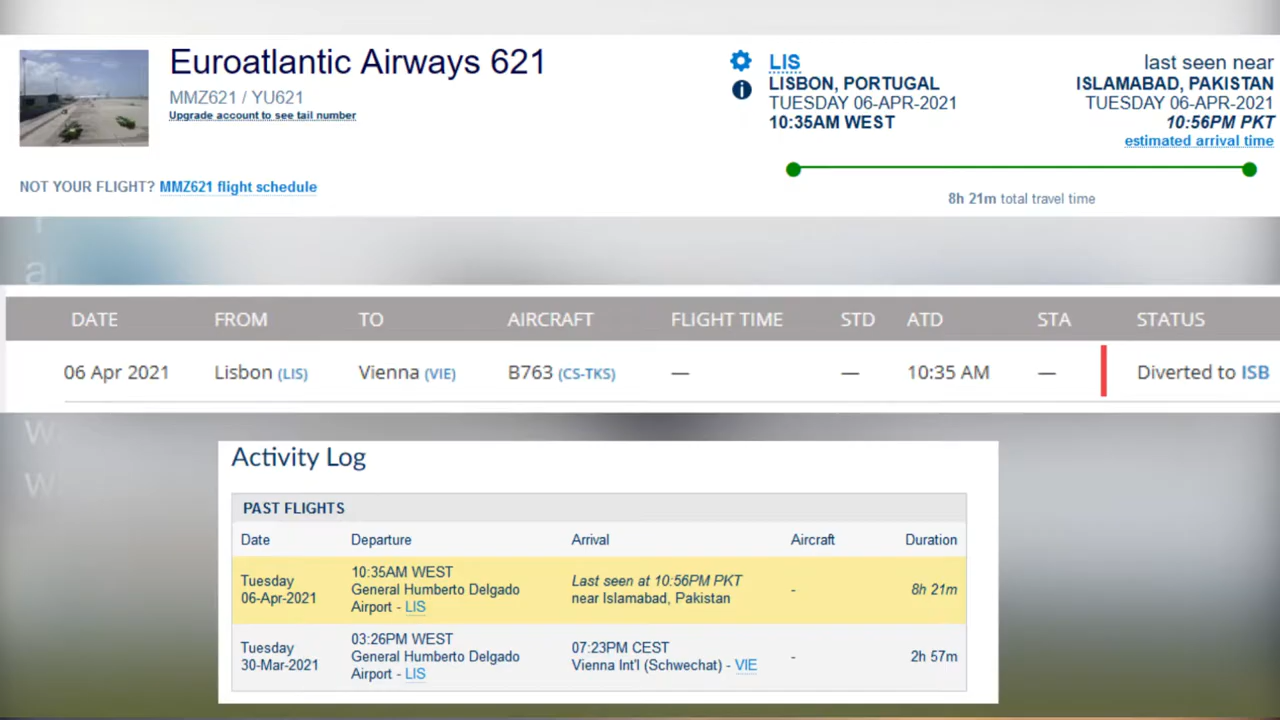 Euroatlantic Airways 621
MMZ621 / YU621
Upgrade account to see tail number
NOT YOUR FLIGHT? MMZ621 flight schedule
LIS
LISBON, PORTUGAL
TUESDAY 06-APR-2021
10:35AM WEST
last seen near
ISLAMABAD, PAKISTAN
TUESDAY 06-APR-2021
10:56PM PKT
estimated arrival time
8h 21m total travel time
DATE FROM TO AIRCRAFT FLIGHT TIME STD ATD STA STATUS
06 Apr 2021 Lisbon (LIS) Vienna (VIE) B763 (CS-TKS) — — 10:35 AM — Diverted to ISB
Activity Log
PAST FLIGHTS
Date Departure Arrival Aircraft Duration
Tuesday
06-Apr-2021
10:35AM WEST
General Humberto Delgado
Airport - LIS
Last seen at 10:56PM PKT
near Islamabad, Pakistan
-
8h 21m
Tuesday
30-Mar-2021
03:26PM WEST
General Humberto Delgado
Airport - LIS
07:23PM CEST
Vienna Int'l (Schwechat) - VIE
-
2h 57m